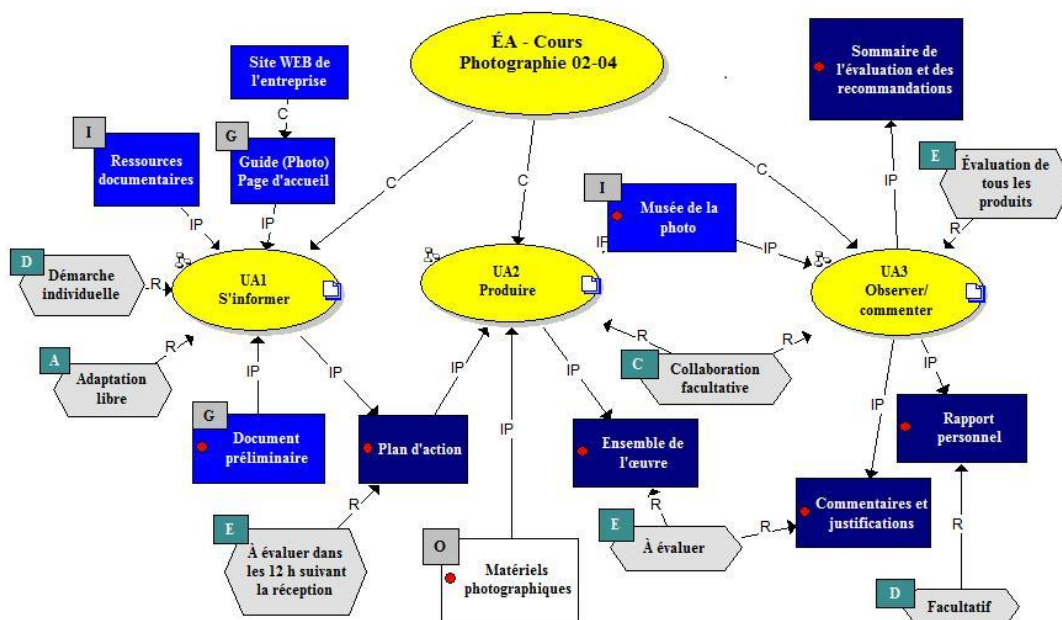 ÉA - Cours
Photographie 02-04
Site WEB de
l'entreprise
Sommaire de
l'évaluation et des
recommandations
C
I
Ressources
documentaires
G
Guide (Photo)
Page d'accueil
E
Évaluation de
tous les
produits
C
C
C
IP
I
Musée de la
photo
IP
IP
R
IP
IP
D
Démarche
individuelle
R
UA1
S'informer
UA2
Produire
UA3
Observer/
commenter
A
Adaptation
libre
R
R
R
C
Collaboration
facultative
IP
IP
IP
IP
IP
IP
IP
G
Document
préliminaire
Plan d'action
Ensemble de
l'œuvre
Rapport
personnel
R
R
R
R
E
À évaluer dans
les 12 h suivant
la réception
E
À évaluer
Commentaires et
justifications
O
Matériels
photographiques
D
Facultatif